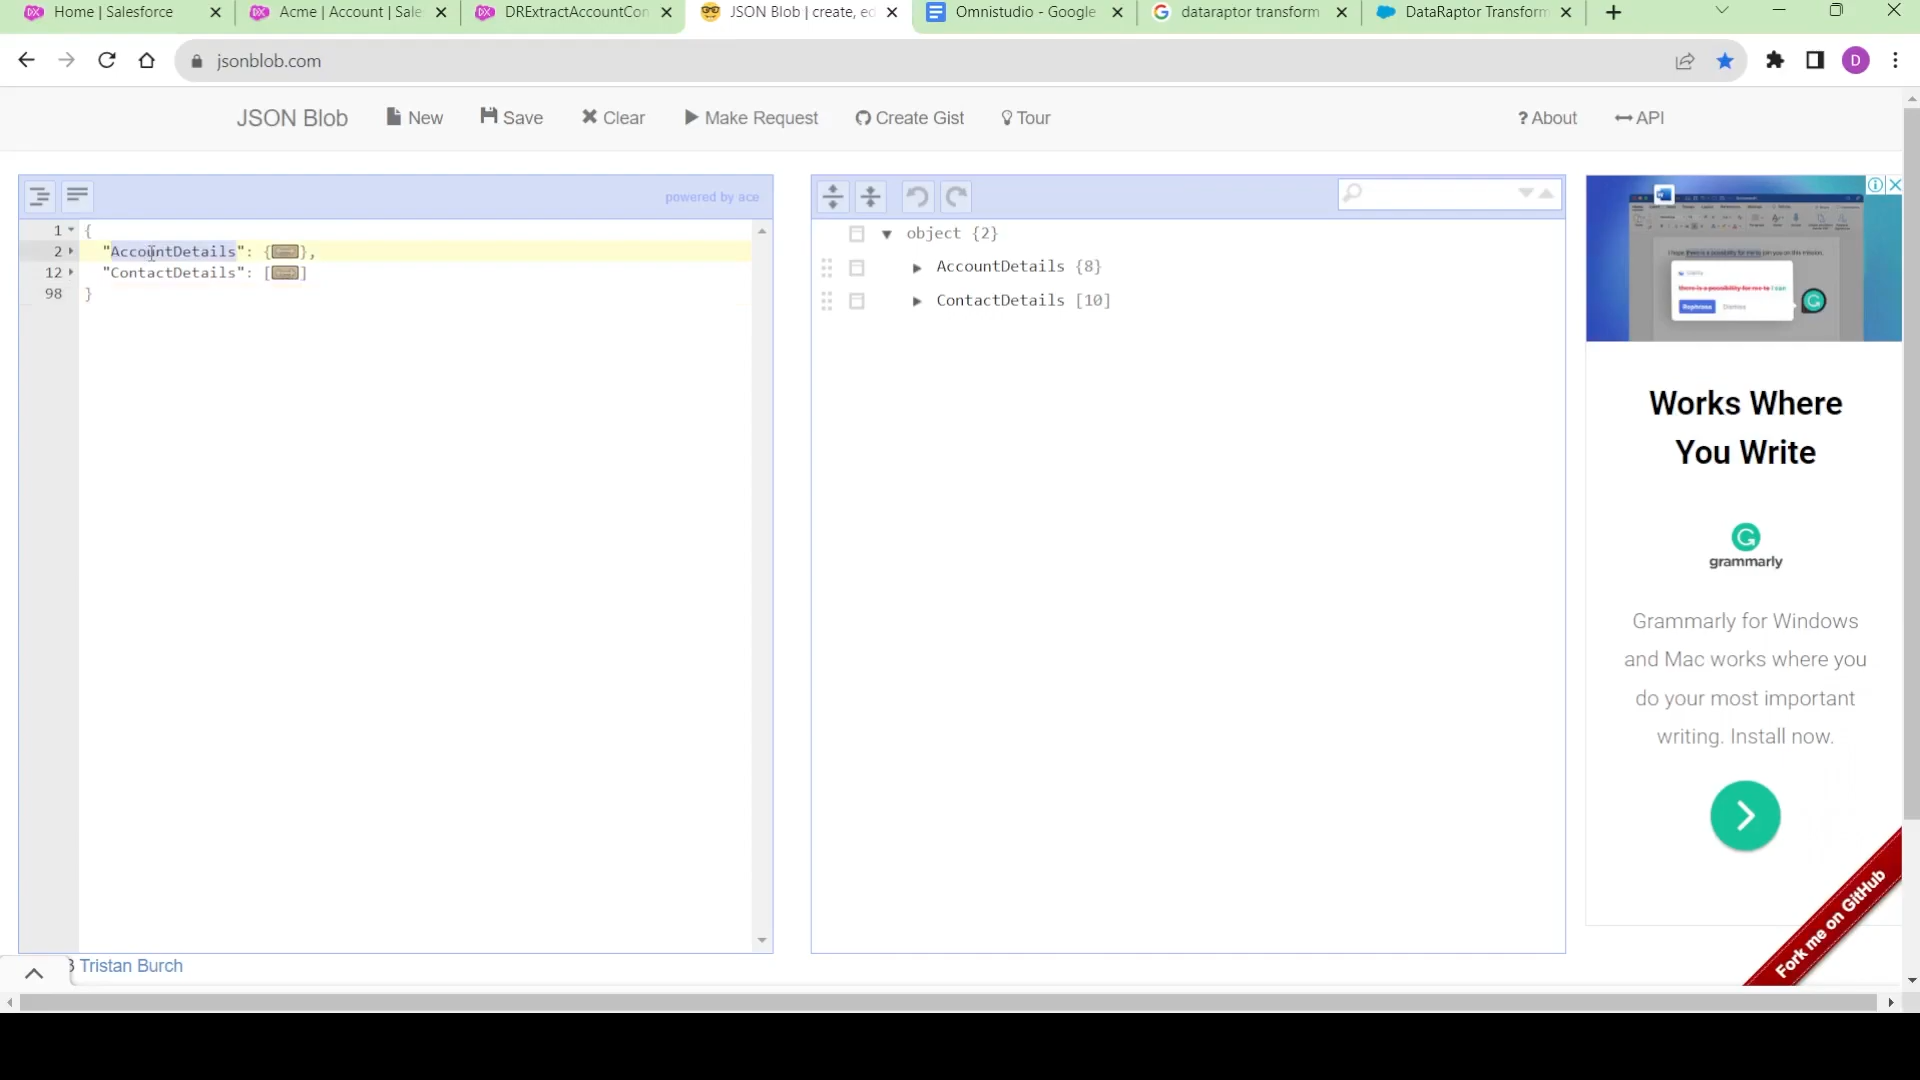 Home | Salesforce
Acme | Account | Sale
DRExtractAccountCon
JSON Blob | create, ed
Omnistudio - Google
dataraptor transform
DataRaptor Transform
jsonblob.com
D
JSON Blob
New
Save
Clear
Make Request
Create Gist
Tour
? About
API
powered by ace
1 {
2 "AccountDetails": { },
12 "ContactDetails": [ ]
98 }
object {2}
AccountDetails {8}
ContactDetails [10]
Works Where
You Write
grammarly
Grammarly for Windows
and Mac works where you
do your most important
writing. Install now.
Fork me on GitHub
Tristan Burch